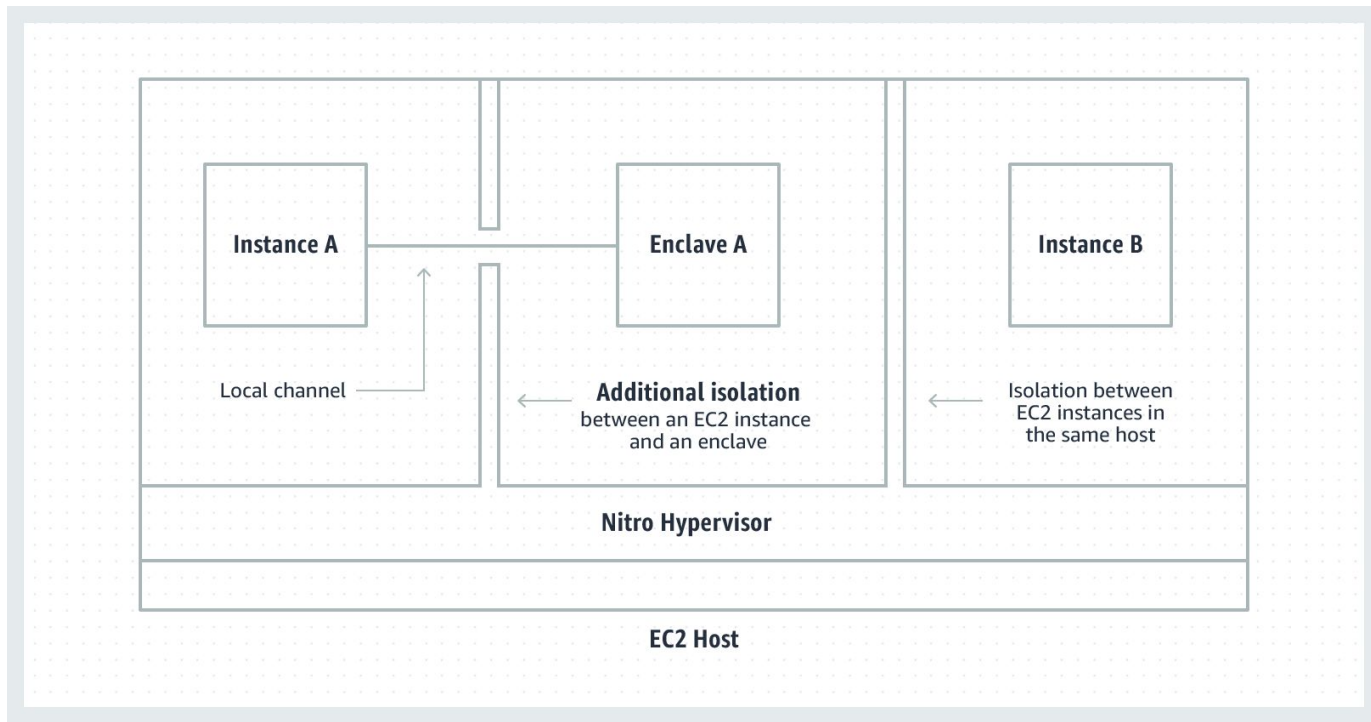 Instance A
Enclave A
Instance B
Local channel
Additional isolation
between an EC2 instance
and an enclave
Isolation between
EC2 instances in
the same host
Nitro Hypervisor
EC2 Host